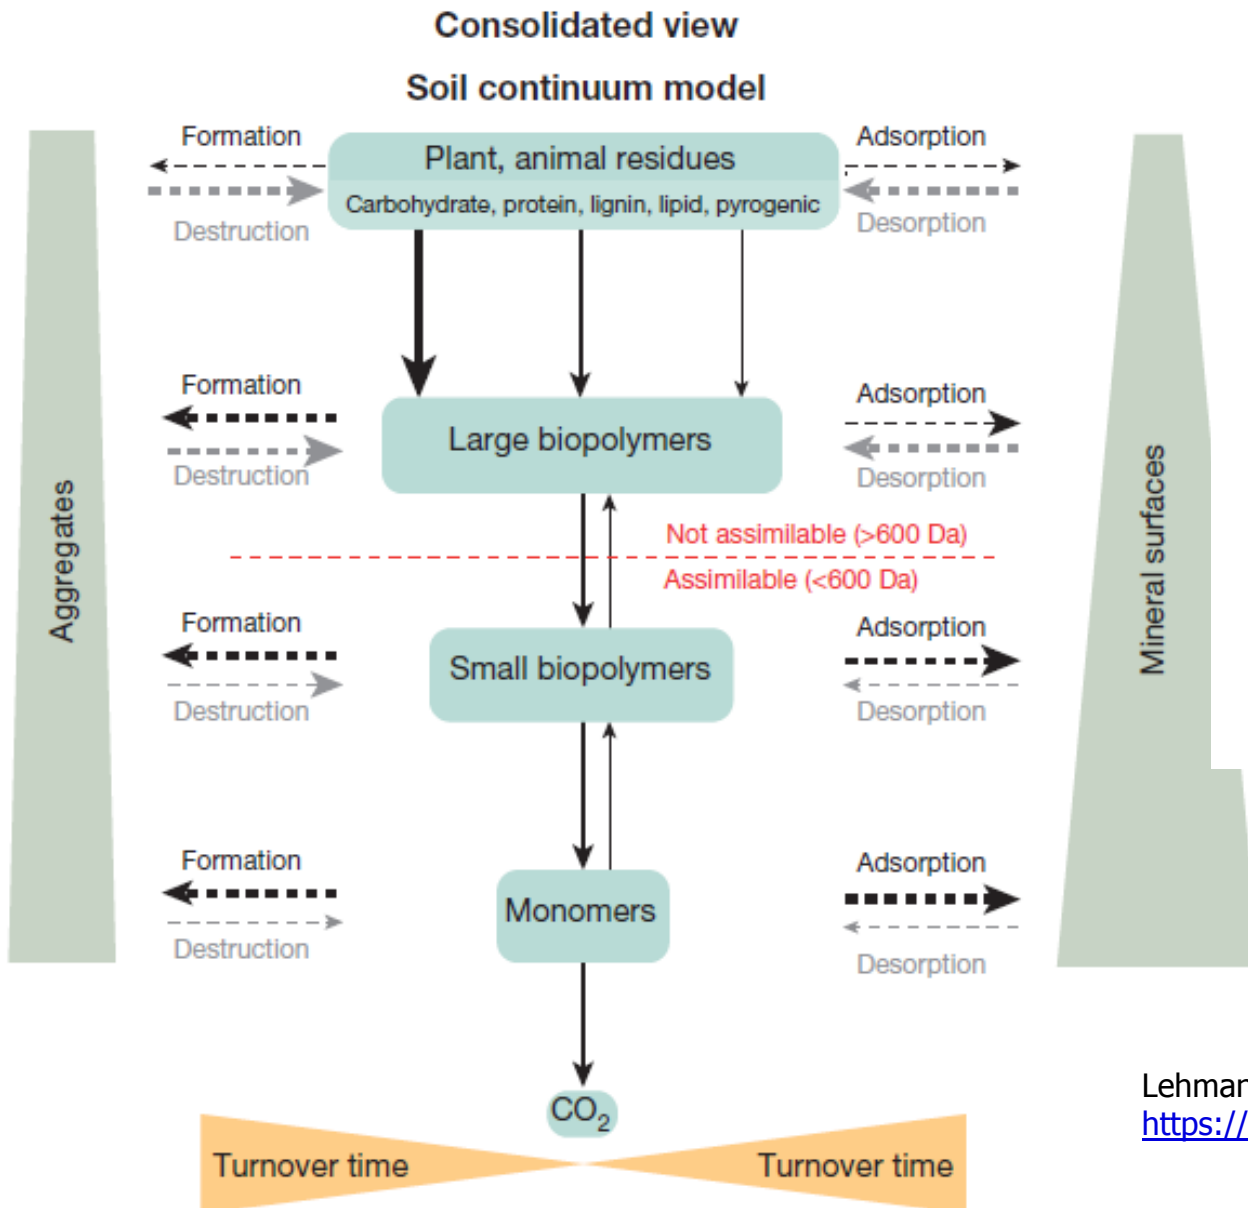 Consolidated view
Soil continuum model
Formation
Adsorption
Plant, animal residues
Carbohydrate, protein, lignin, lipid, pyrogenic
Destruction
Desorption
Formation
Adsorption
Large biopolymers
Destruction
Desorption
Not assimilable (>600 Da)
Assimilable (<600 Da)
Aggregates
Mineral surfaces
Formation
Adsorption
Small biopolymers
Destruction
Desorption
Formation
Adsorption
Monomers
Destruction
Desorption
CO₂
Lehman
https://
Turnover time
Turnover time